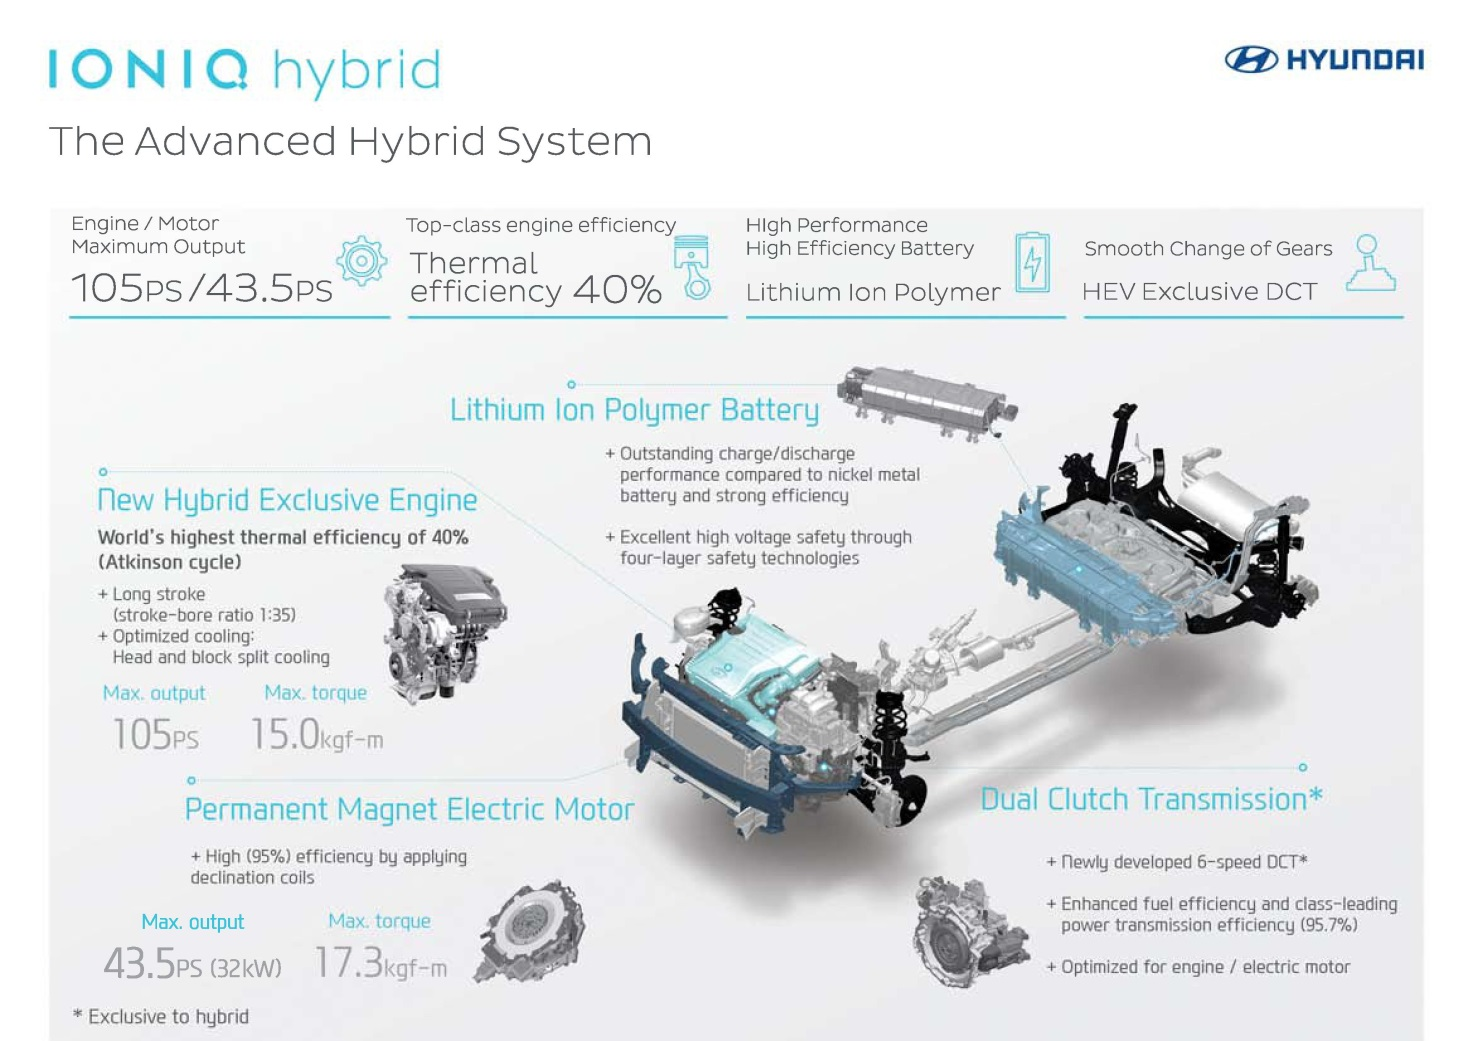 IONIQ hybrid
HYUNDAI
The Advanced Hybrid System
Engine / Motor
Maximum Output
105PS /43.5PS
Top-class engine efficiency
Thermal
efficiency 40%
HIgh Performance
High Efficiency Battery
Lithium Ion Polymer
Smooth Change of Gears
HEV Exclusive DCT
Lithium Ion Polymer Battery
+ Outstanding charge/discharge
performance compared to nickel metal
battery and strong efficiency
+ Excellent high voltage safety through
four-layer safety technologies
New Hybrid Exclusive Engine
World's highest thermal efficiency of 40%
(Atkinson cycle)
+ Long stroke
(stroke-bore ratio 1:35)
+ Optimized cooling:
Head and block split cooling
Max. output
105PS
Max. torque
15.0kgf-m
Permanent Magnet Electric Motor
+ High (95%) efficiency by applying
declination coils
Max. output
43.5PS (32kW)
Max. torque
17.3kgf-m
Dual Clutch Transmission*
+ Newly developed 6-speed DCT*
+ Enhanced fuel efficiency and class-leading
power transmission efficiency (95.7%)
+ Optimized for engine / electric motor
* Exclusive to hybrid